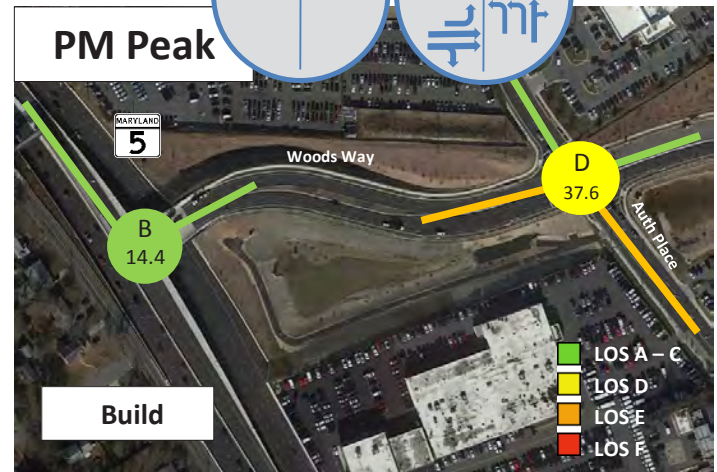 PM Peak
MARYLAND
5
Woods Way
D
37.6
B
14.4
Auth Place
LOS A – C
LOS D
LOS E
LOS F
Build